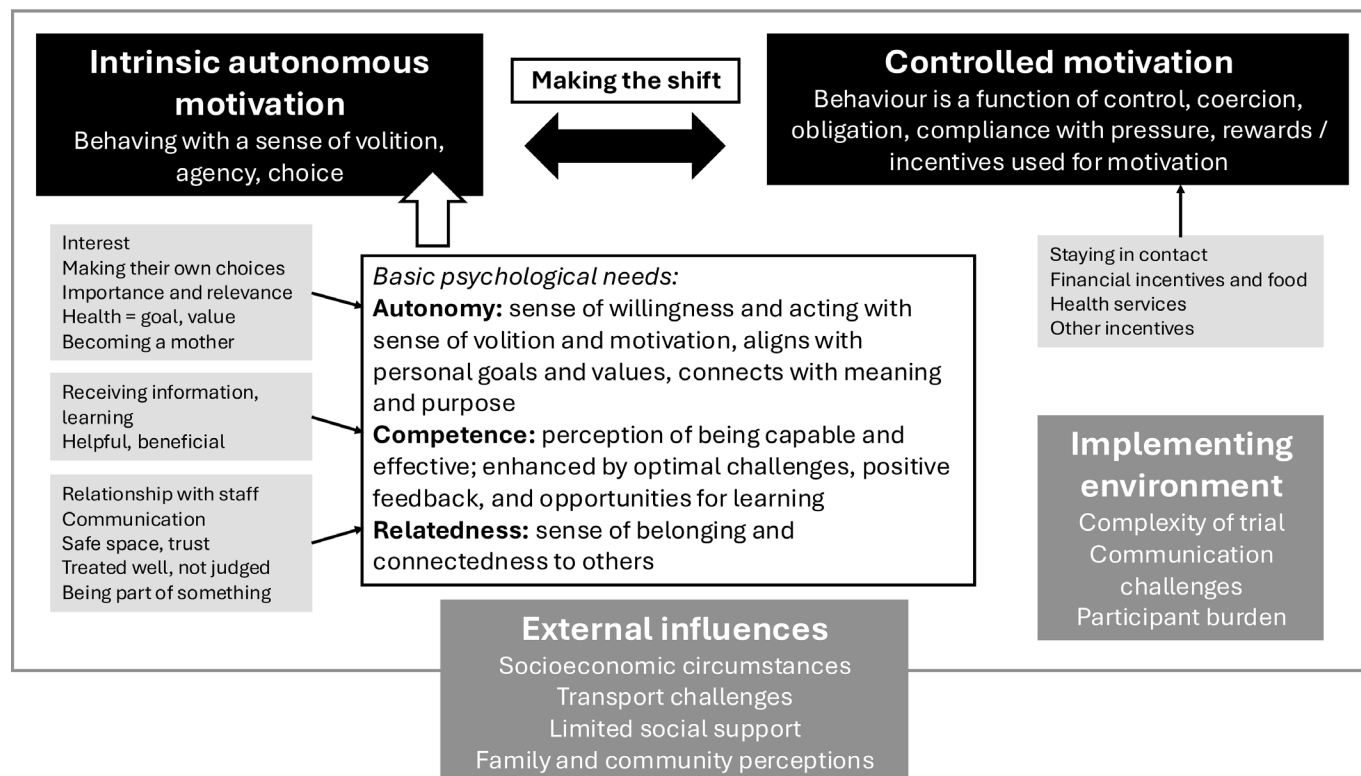 Intrinsic autonomous
motivation
Behaving with a sense of volition,
agency, choice
Making the shift
Controlled motivation
Behaviour is a function of control, coercion,
obligation, compliance with pressure, rewards /
incentives used for motivation
Interest
Making their own choices
Importance and relevance
Health = goal, value
Becoming a mother
Receiving information,
learning
Helpful, beneficial
Relationship with staff
Communication
Safe space, trust
Treated well, not judged
Being part of something
Basic psychological needs:
Autonomy: sense of willingness and acting with
sense of volition and motivation, aligns with
personal goals and values, connects with meaning
and purpose
Competence: perception of being capable and
effective; enhanced by optimal challenges, positive
feedback, and opportunities for learning
Relatedness: sense of belonging and
connectedness to others
Staying in contact
Financial incentives and food
Health services
Other incentives
Implementing
environment
Complexity of trial
Communication
challenges
Participant burden
External influences
Socioeconomic circumstances
Transport challenges
Limited social support
Family and community perceptions